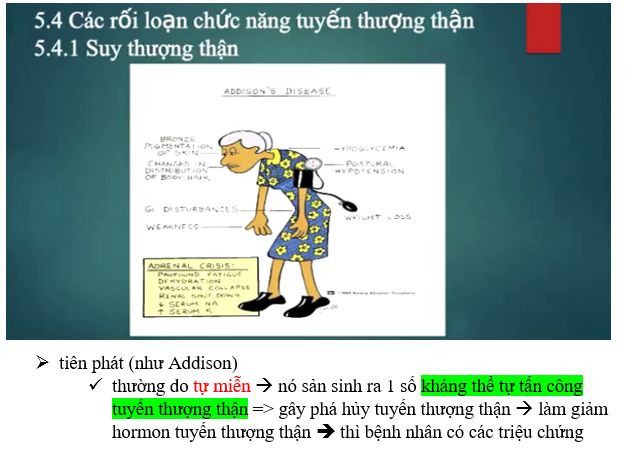 5.4 Các rối loạn chức năng tuyến thượng thận
5.4.1 Suy thượng thận
ADDISON'S DISEASE
BRONZE
PIGMENTATION
OF SKIN
CHANGES IN
DISTRIBUTION
OF BODY HAIR
GI DISTURBANCES
WEAKNESS
HYPOGLYCEMIA
POSTURAL
HYPOTENSION
WEIGHT LOSS
ADRENAL CRISIS:
PROFOUND FATIGUE
DEHYDRATION
VASCULAR COLLAPSE
RENAL SHUT DOWN
↓ SERUM NA
↑ SERUM K
➢ tiên phát (như Addison)
✓ thường do tự miễn → nó sản sinh ra 1 số kháng thể tự tấn công
tuyến thượng thận => gây phá hủy tuyến thượng thận → làm giảm
hormon tuyến thượng thận → thì bệnh nhân có các triệu chứng